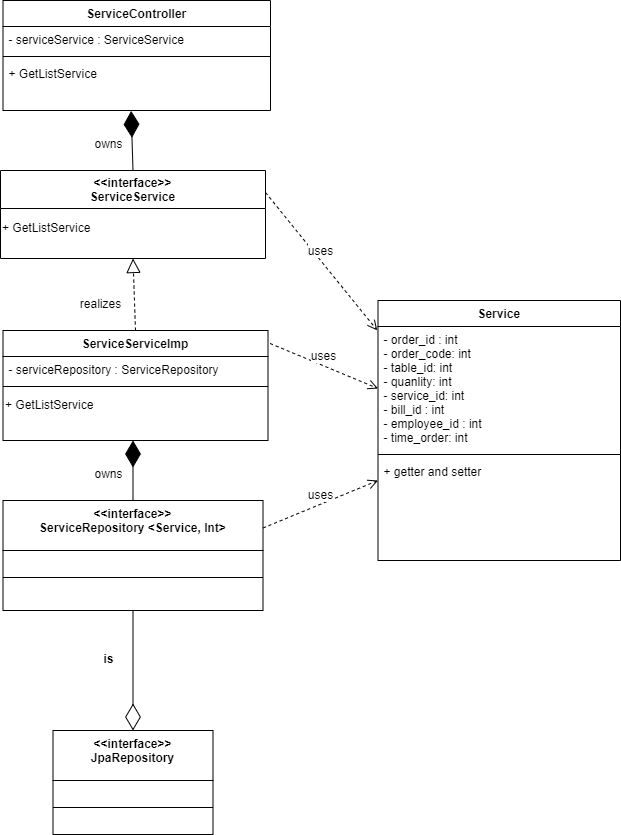 ServiceController
- serviceService : ServiceService
+ GetListService
owns
<<interface>>
ServiceService
+ GetListService
uses
realizes
ServiceServiceImp
- serviceRepository : ServiceRepository
+ GetListService
uses
Service
- order_id : int
- order_code: int
- table_id: int
- quanlity: int
- service_id: int
- bill_id : int
- employee_id : int
- time_order: int
+ getter and setter
owns
<<interface>>
ServiceRepository <Service, Int>
uses
is
<<interface>>
JpaRepository